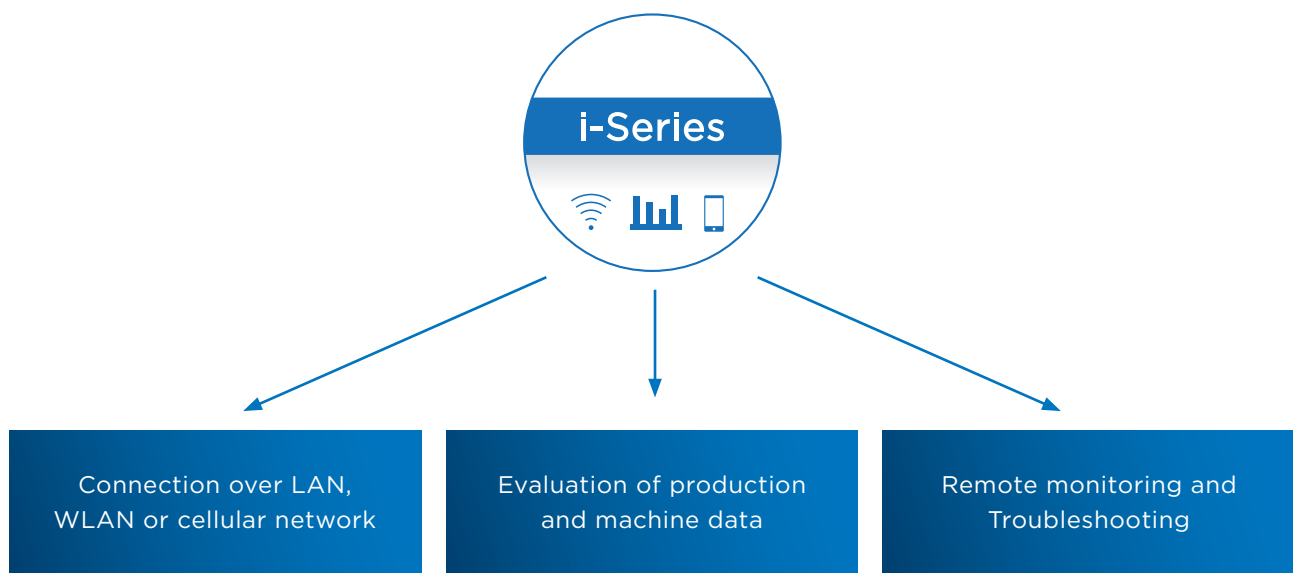 i-Series
Connection over LAN,
WLAN or cellular network
Evaluation of production
and machine data
Remote monitoring and
Troubleshooting